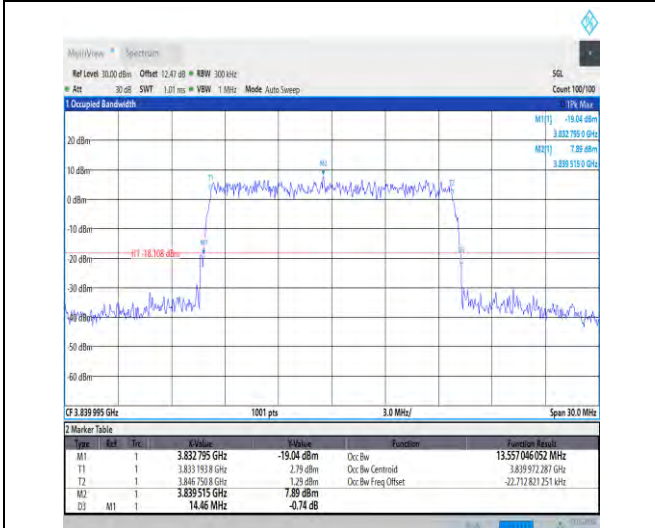 MultiView Spectrum
Ref Level 30.00 dBm Offset 12.47 dB RBW 300 kHz SGL
Att 30 dB SWT 1.01 ms VBW 1 MHz Mode Auto Sweep Count 100/100
1 Occupied Bandwidth 1Pk Max
M1[1] -19.04 dBm
3.832 795 0 GHz
M2[1] 7.89 dBm
3.839 515 0 GHz
20 dBm
M2
10 dBm
T1 T2
0 dBm
-10 dBm
M1
H1 -18.108 dBm
-20 dBm
-30 dBm
-40 dBm
-50 dBm
-60 dBm
CF 3.839 995 GHz 1001 pts 3.0 MHz/ Span 30.0 MHz
2 Marker Table
Type Ref Trc X-Value Y-Value Function Function Result
M1 1 3.832 795 GHz -19.04 dBm Occ Bw 13.557 046 052 MHz
T1 1 3.833 193 8 GHz 2.79 dBm Occ Bw Centroid 3.839 972 287 GHz
T2 1 3.846 750 8 GHz 1.29 dBm Occ Bw Freq Offset -22.712 821 251 kHz
M2 1 3.839 515 GHz 7.89 dBm
D3 M1 1 14.46 MHz -0.74 dB